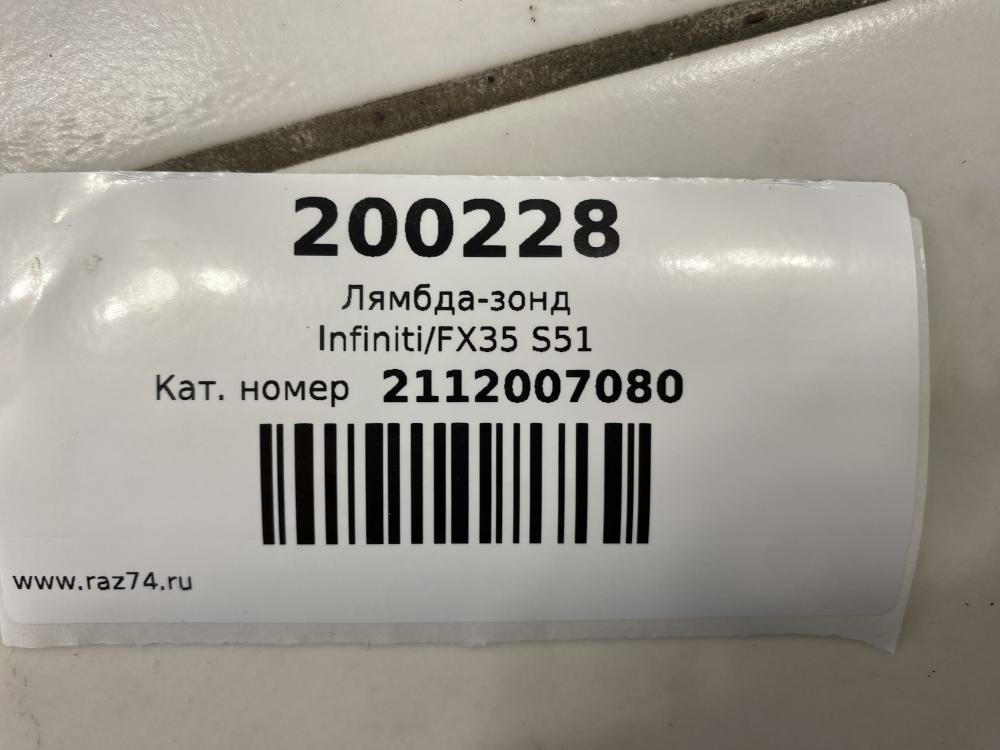 200228
Лямбда-зонд
Infiniti/FX35 S51
Кат. номер 2112007080
www.raz74.ru